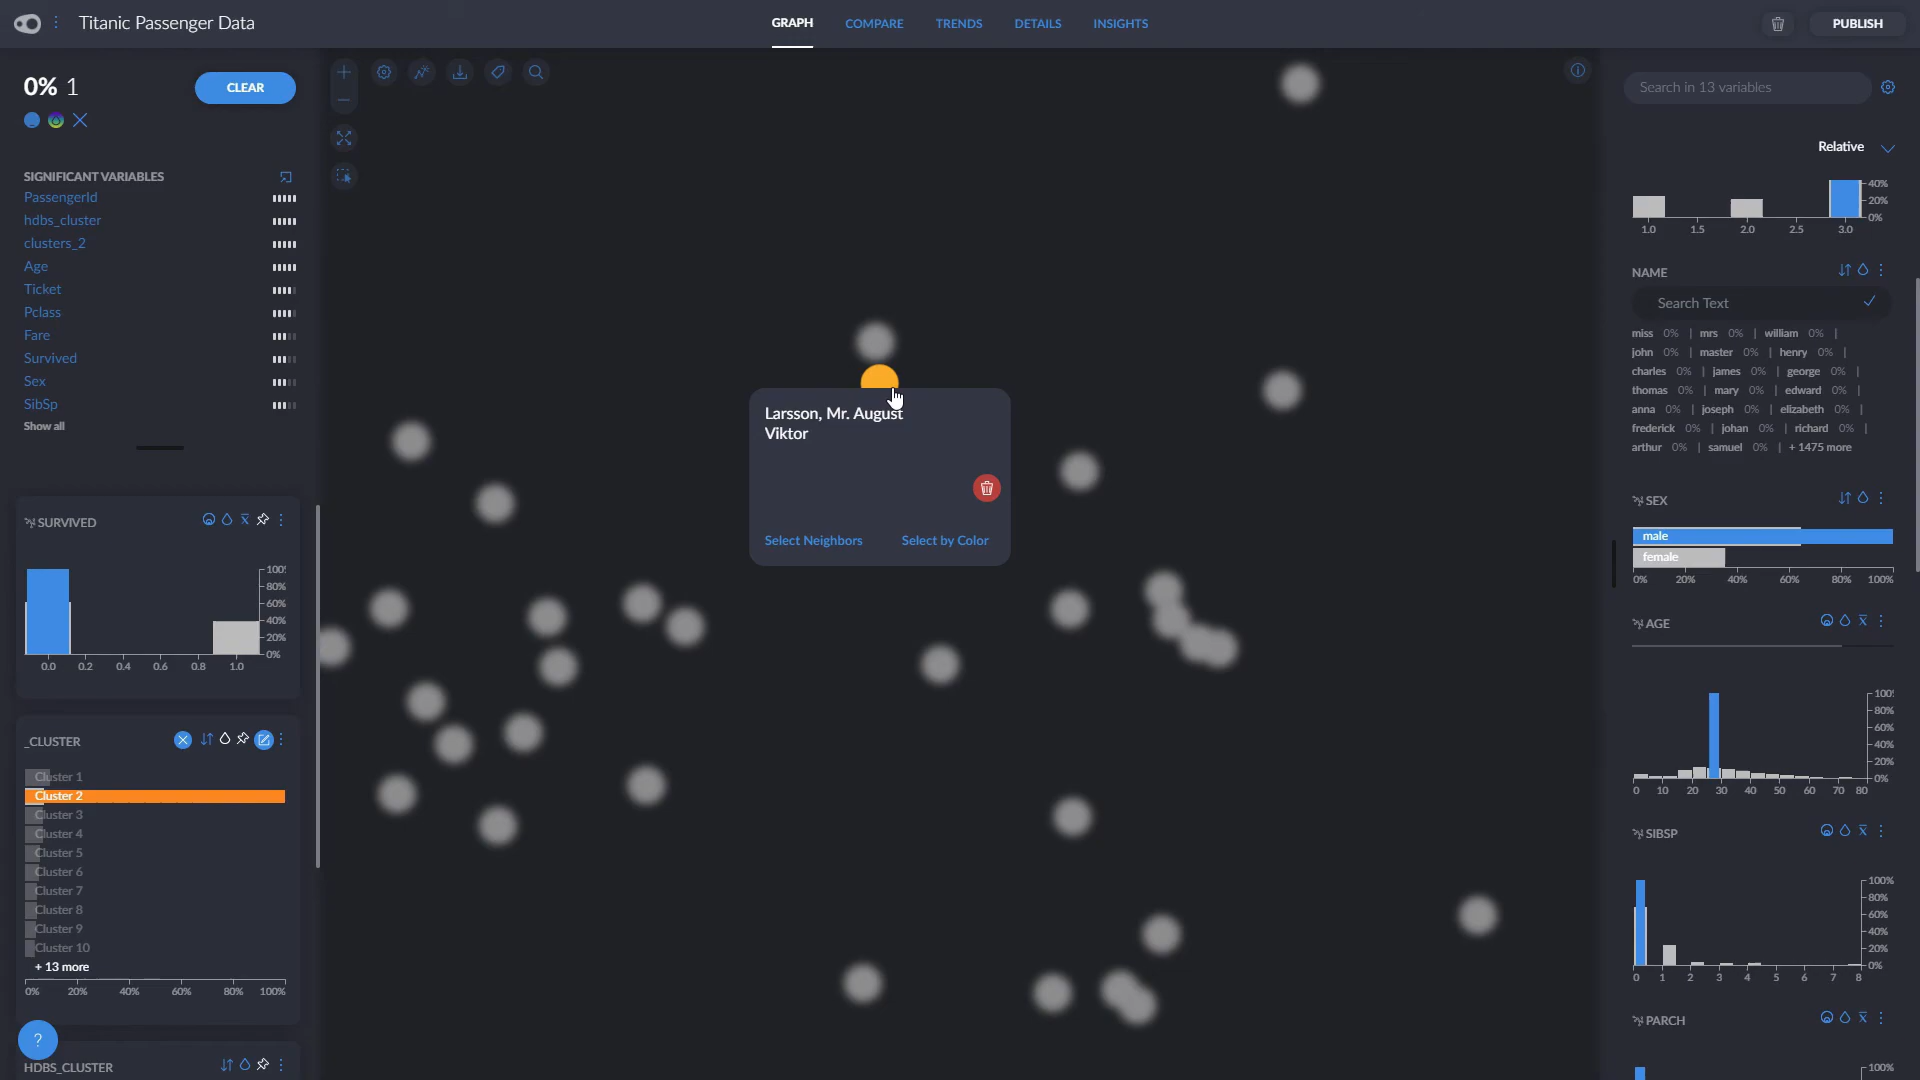 Titanic Passenger Data
GRAPH COMPARE TRENDS DETAILS INSIGHTS
PUBLISH
0% 1
CLEAR
SIGNIFICANT VARIABLES
PassengerId
hdbs_cluster
clusters_2
Age
Ticket
Pclass
Fare
Survived
Sex
SibSp
Show all
SURVIVED
100%
80%
60%
40%
20%
0%
0.0 0.2 0.4 0.6 0.8 1.0
_CLUSTER
Cluster 1
Cluster 2
Cluster 3
Cluster 4
Cluster 5
Cluster 6
Cluster 7
Cluster 8
Cluster 9
Cluster 10
+ 13 more
0% 20% 40% 60% 80% 100%
?
HDBS_CLUSTER
Larsson, Mr. August
Viktor
Select Neighbors Select by Color
Search in 13 variables
Relative
40%
20%
0%
1.0 1.5 2.0 2.5 3.0
NAME
Search Text
miss 0% | mrs 0% | william 0% |
john 0% | master 0% | henry 0% |
charles 0% | james 0% | george 0% |
thomas 0% | mary 0% | edward 0% |
anna 0% | joseph 0% | elizabeth 0% |
frederick 0% | johan 0% | richard 0% |
arthur 0% | samuel 0% | + 1475 more
SEX
male
female
0% 20% 40% 60% 80% 100%
AGE
100%
80%
60%
40%
20%
0%
0 10 20 30 40 50 60 70 80
SIBSP
100%
80%
60%
40%
20%
0%
0 1 2 3 4 5 6 7 8
PARCH
100%